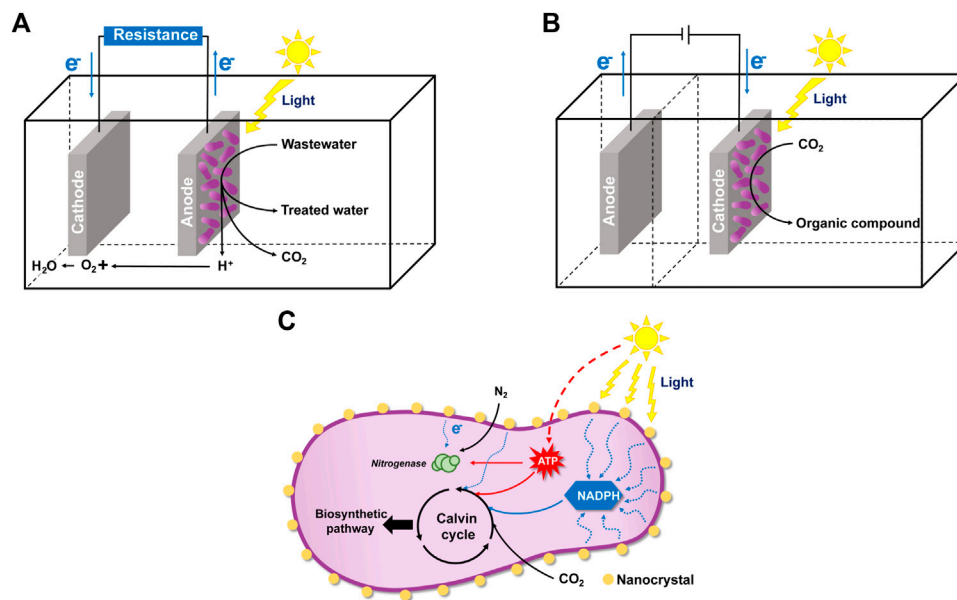 A
Resistance
e-
e-
Light
Wastewater
Treated water
CO₂
Cathode
Anode
H₂O
O₂+
H⁺
B
e-
e-
Light
CO₂
Organic compound
Anode
Cathode
C
Light
N₂
e-
Nitrogenase
ATP
NADPH
Biosynthetic
pathway
Calvin
cycle
CO₂
Nanocrystal